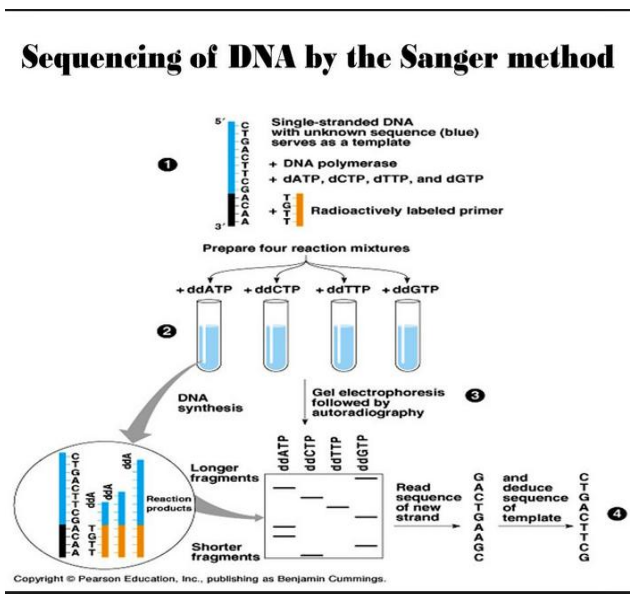 Sequencing of DNA by the Sanger method
5'
C
T
G
A
C
T
T
C
G
A
C
A
A
3'
1
Single-stranded DNA
with unknown sequence (blue)
serves as a template
+ DNA polymerase
+ dATP, dCTP, dTTP, and dGTP
+
T
G
T
T
Radioactively labeled primer
Prepare four reaction mixtures
+ddATP +ddCTP +ddTTP +ddGTP
2
DNA
synthesis
Gel electrophoresis
followed by
autoradiography
3
C
T
G
A
C
T
T
C
G
A
C
A
A
T
G
T
T
ddA
ddA
ddA
Reaction
products
ddATP
ddCTP
ddTTP
ddGTP
Longer
fragments
Shorter
fragments
Read
sequence
of new
strand
G
A
C
T
G
A
A
G
C
and
deduce
sequence
of
template
C
T
G
A
C
T
T
C
G
4
Copyright © Pearson Education, Inc., publishing as Benjamin Cummings.